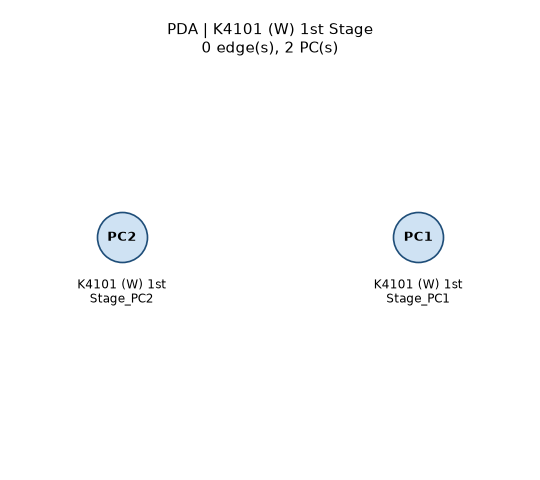 PDA | K4101 (W) 1st Stage
0 edge(s), 2 PC(s)
PC2
PC1
K4101 (W) 1st
Stage_PC2
K4101 (W) 1st
Stage_PC1